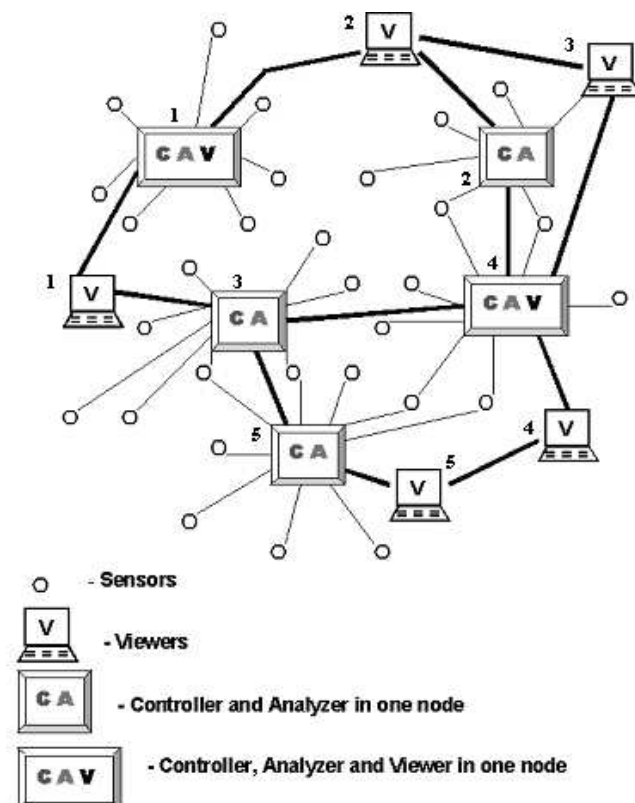 2
V
3
V
1
CAV
CA
2
1
V
3
CA
4
CAV
5
CA
4
V
5
V
- Sensors
V
- Viewers
CA
- Controller and Analyzer in one node
CAV
- Controller, Analyzer and Viewer in one node